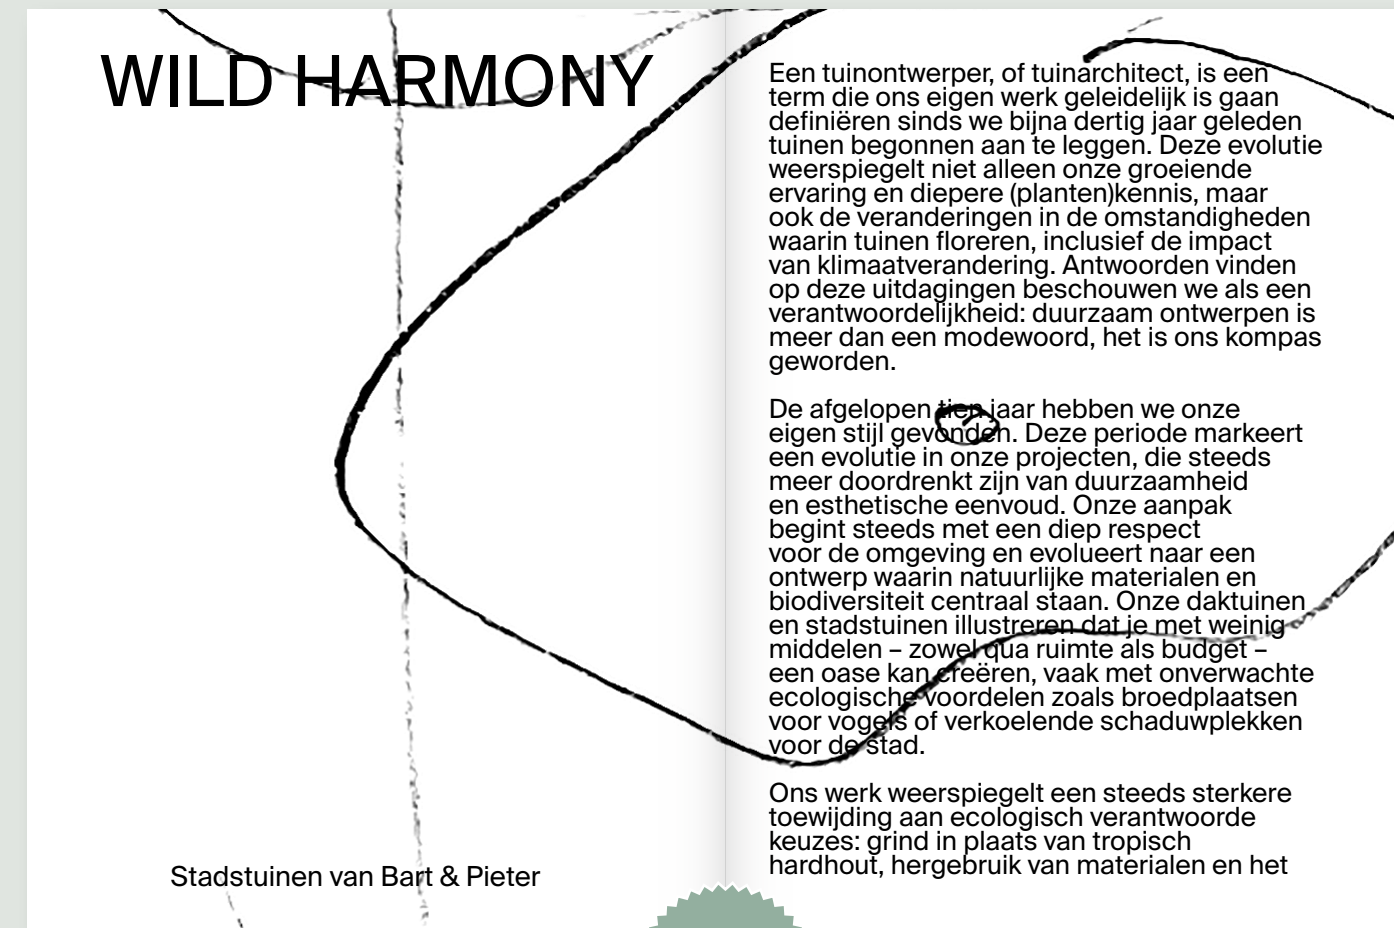 WILD HARMONY
Stadstuinen van Bart & Pieter
Een tuinontwerper, of tuinarchitect, is een
term die ons eigen werk geleidelijk is gaan
definiëren sinds we bijna dertig jaar geleden
tuinen begonnen aan te leggen. Deze evolutie
weerspiegelt niet alleen onze groeiende
ervaring en diepere (planten)kennis, maar
ook de veranderingen in de omstandigheden
waarin tuinen floreren, inclusief de impact
van klimaatverandering. Antwoorden vinden
op deze uitdagingen beschouwen we als een
verantwoordelijkheid: duurzaam ontwerpen is
meer dan een modewoord, het is ons kompas
geworden.
De afgelopen tien jaar hebben we onze
eigen stijl gevonden. Deze periode markeert
een evolutie in onze projecten, die steeds
meer doordrenkt zijn van duurzaamheid
en esthetische eenvoud. Onze aanpak
begint steeds met een diep respect
voor de omgeving en evolueert naar een
ontwerp waarin natuurlijke materialen en
biodiversiteit centraal staan. Onze daktuinen
en stadstuinen illustreren dat je met weinig
middelen – zowel qua ruimte als budget –
een oase kan creëren, vaak met onverwachte
ecologische voordelen zoals broedplaatsen
voor vogels of verkoelende schaduwplekken
voor de stad.
Ons werk weerspiegelt een steeds sterkere
toewijding aan ecologisch verantwoorde
keuzes: grind in plaats van tropisch
hardhout, hergebruik van materialen en het